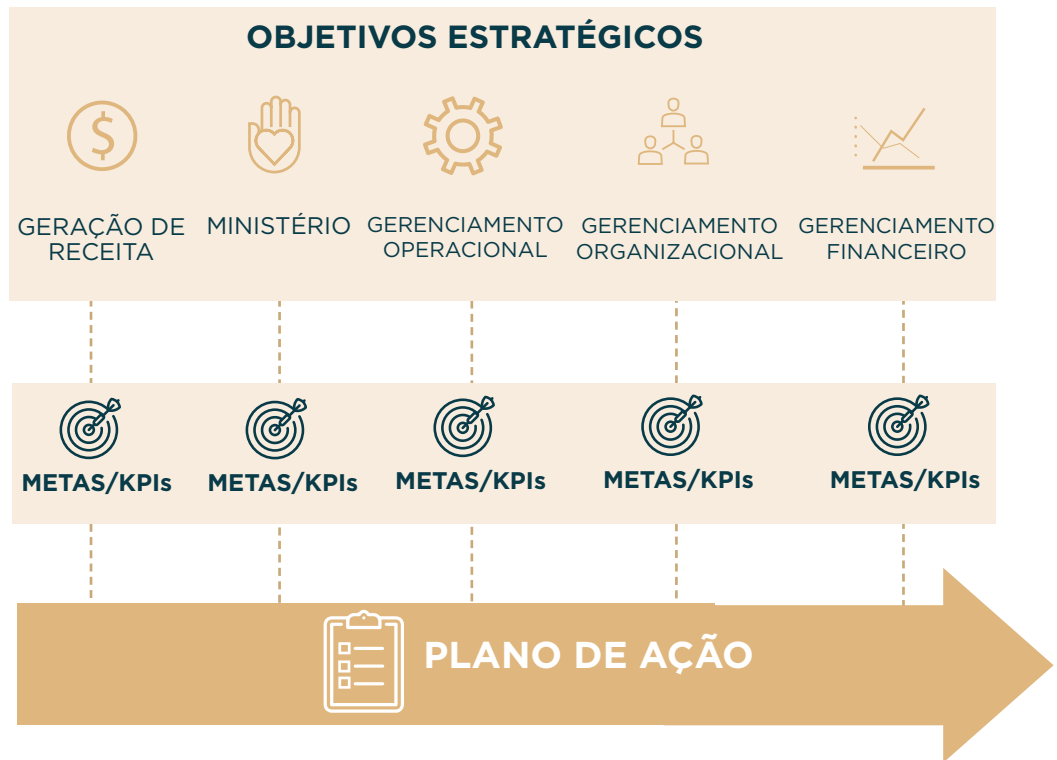 OBJETIVOS ESTRATÉGICOS
$
GERAÇÃO DE
RECEITA
MINISTÉRIO
GERENCIAMENTO
OPERACIONAL
GERENCIAMENTO
ORGANIZACIONAL
GERENCIAMENTO
FINANCEIRO
METAS/KPIs
METAS/KPIs
METAS/KPIs
METAS/KPIs
METAS/KPIs
PLANO DE AÇÃO